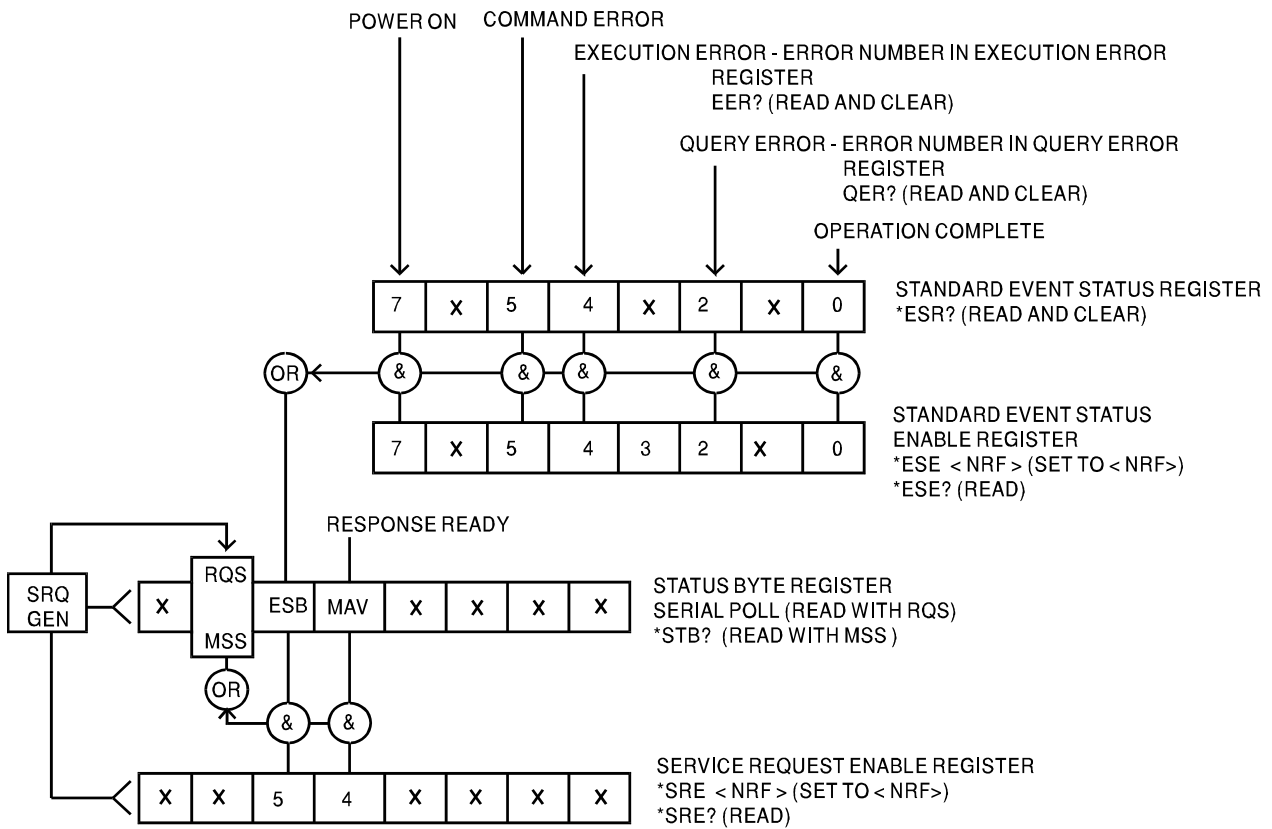 POWER ON
COMMAND ERROR
EXECUTION ERROR - ERROR NUMBER IN EXECUTION ERROR
REGISTER
EER? (READ AND CLEAR)
QUERY ERROR - ERROR NUMBER IN QUERY ERROR
REGISTER
QER? (READ AND CLEAR)
OPERATION COMPLETE
7 X 5 4 X 2 X 0
STANDARD EVENT STATUS REGISTER
*ESR? (READ AND CLEAR)
OR & & & & &
7 X 5 4 3 2 X 0
STANDARD EVENT STATUS
ENABLE REGISTER
*ESE < NRF > (SET TO < NRF>)
*ESE? (READ)
RESPONSE READY
SRQ
GEN
X
RQS
MSS
ESB MAV X X X X
STATUS BYTE REGISTER
SERIAL POLL (READ WITH RQS)
*STB? (READ WITH MSS )
OR
& &
X X 5 4 X X X X
SERVICE REQUEST ENABLE REGISTER
*SRE < NRF > (SET TO < NRF>)
*SRE? (READ)